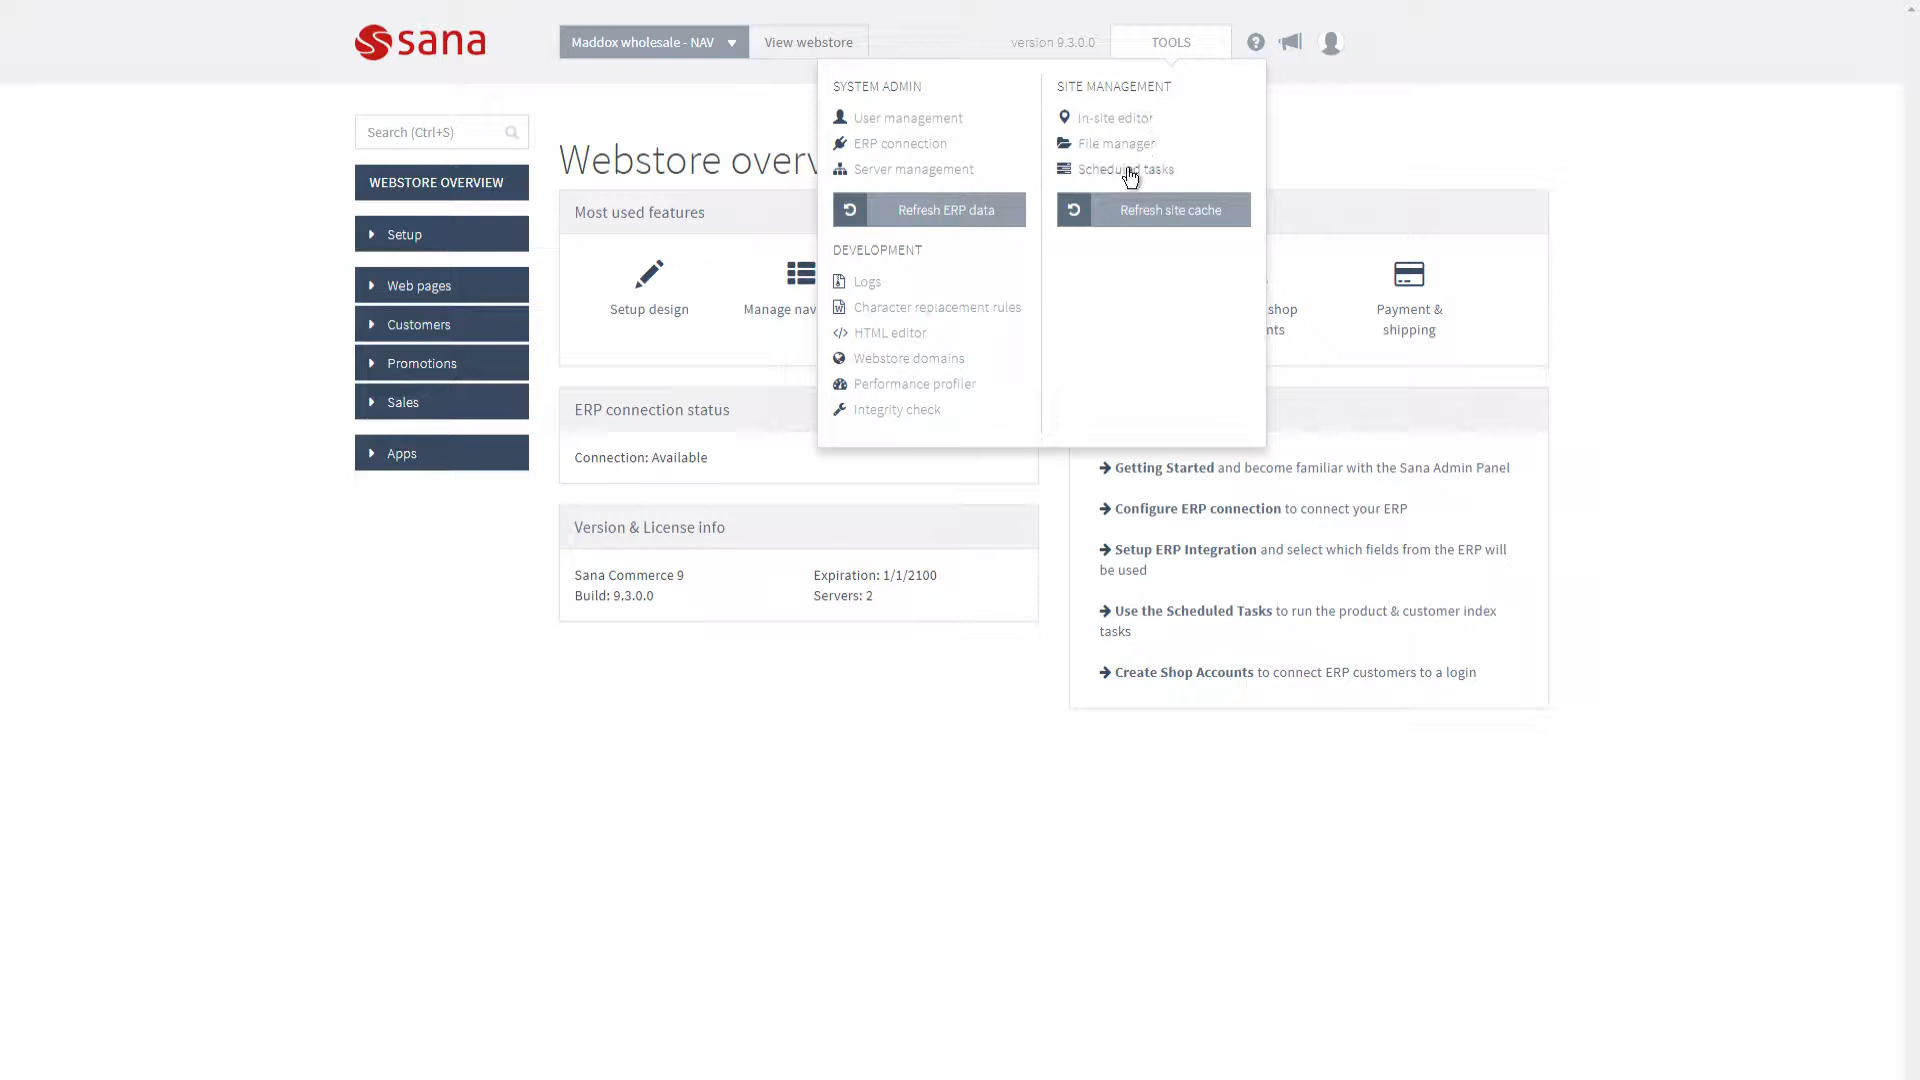 sana
Maddox wholesale - NAV
View webstore
version 9.3.0.0
TOOLS
SYSTEM ADMIN
User management
ERP connection
Server management
Refresh ERP data
DEVELOPMENT
Logs
Character replacement rules
HTML editor
Webstore domains
Performance profiler
Integrity check
SITE MANAGEMENT
In-site editor
File manager
Scheduled tasks
Refresh site cache
Search (Ctrl+S)
WEBSTORE OVERVIEW
Setup
Web pages
Customers
Promotions
Sales
Apps
Webstore overv
Most used features
Setup design
Manage nav
shop
nts
Payment &
shipping
ERP connection status
Connection: Available
Version & License info
Sana Commerce 9
Build: 9.3.0.0
Expiration: 1/1/2100
Servers: 2
Getting Started and become familiar with the Sana Admin Panel
Configure ERP connection to connect your ERP
Setup ERP Integration and select which fields from the ERP will
be used
Use the Scheduled Tasks to run the product & customer index
tasks
Create Shop Accounts to connect ERP customers to a login